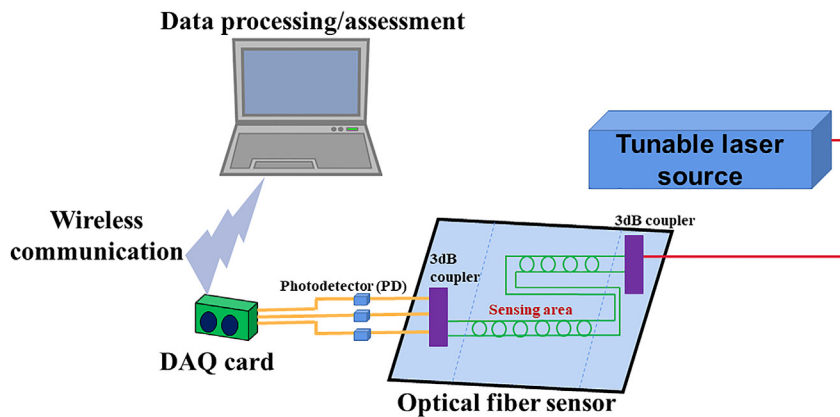 Data processing/assessment
Tunable laser
source
Wireless
communication
3dB coupler
3dB
coupler
Photodetector (PD)
Sensing area
DAQ card
Optical fiber sensor